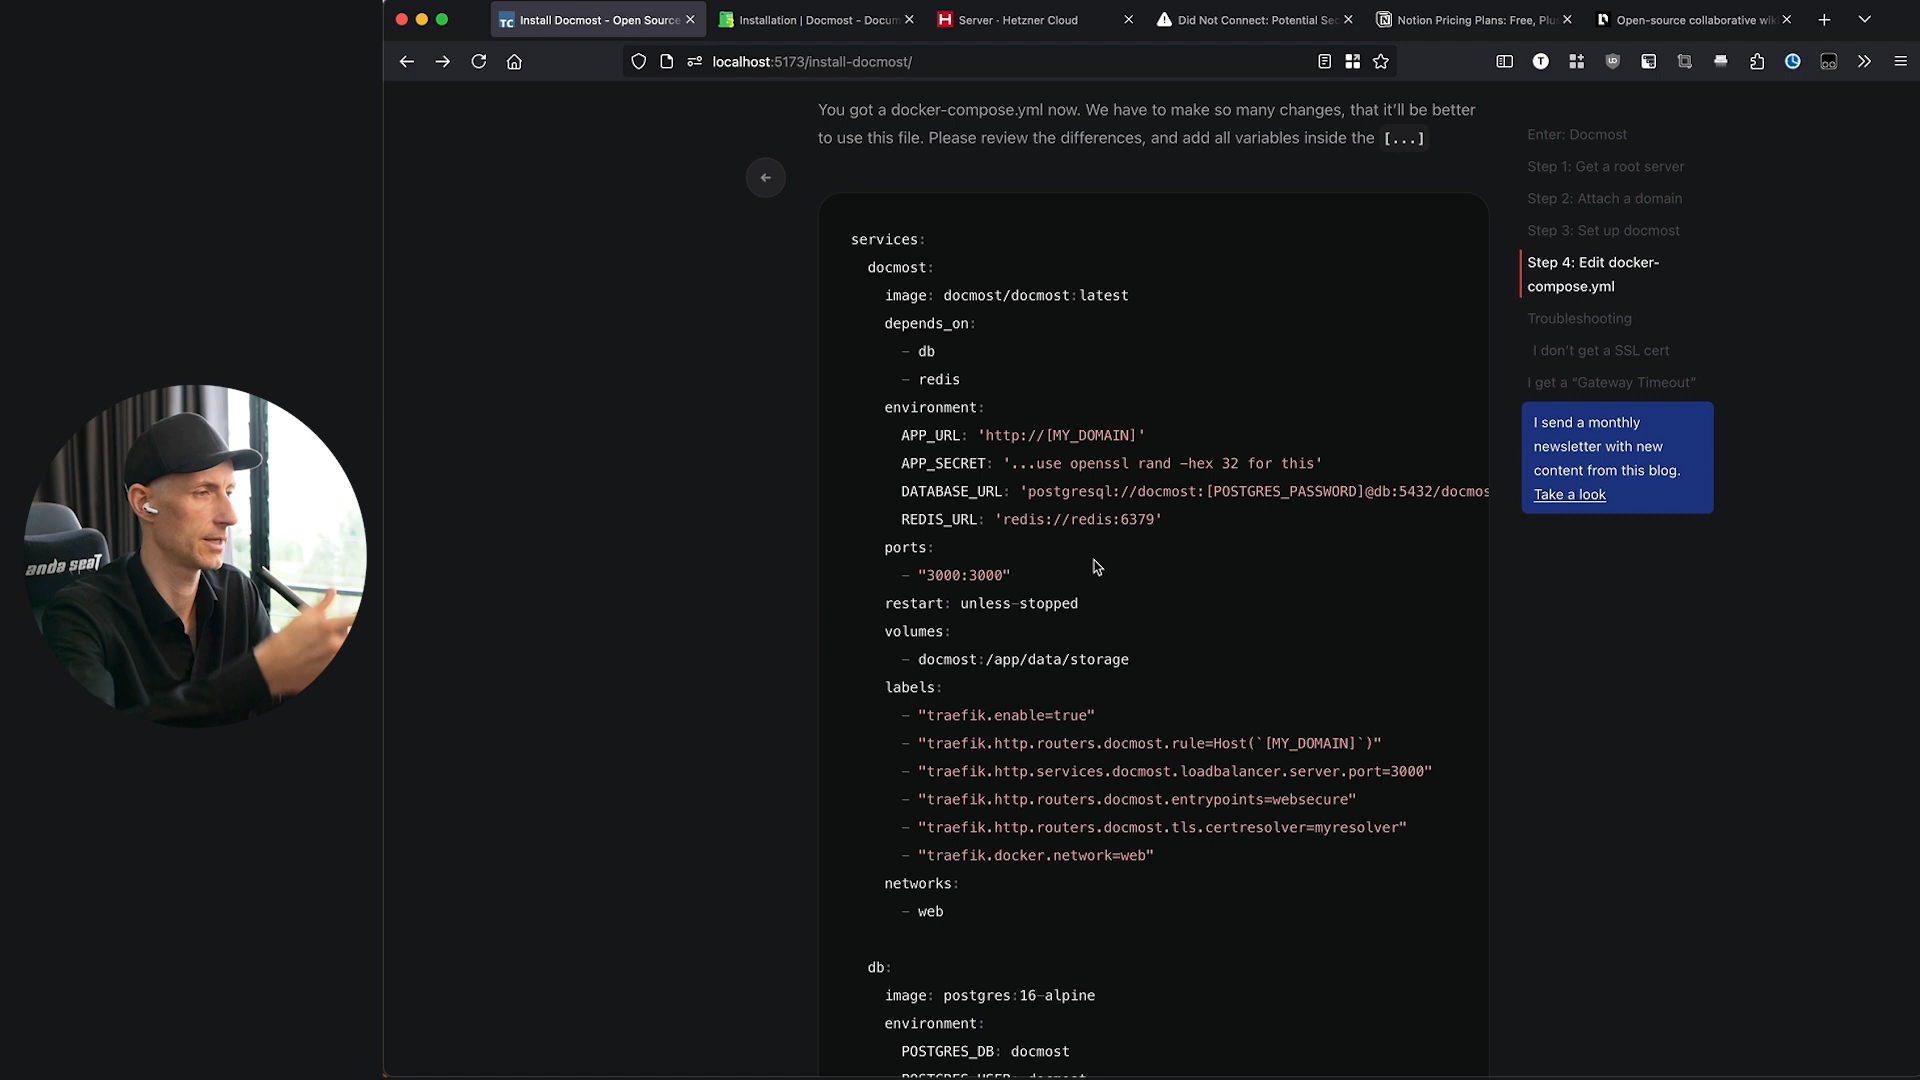 Install Docmost - Open Source
Installation | Docmost - Docum
Server · Hetzner Cloud
Did Not Connect: Potential Sec
Notion Pricing Plans: Free, Plu
Open-source collaborative wik
localhost:5173/install-docmost/
You got a docker-compose.yml now. We have to make so many changes, that it'll be better
to use this file. Please review the differences, and add all variables inside the [...]
services:
docmost:
image: docmost/docmost:latest
depends_on:
- db
- redis
environment:
APP_URL: 'http://[MY_DOMAIN]'
APP_SECRET: '...use openssl rand -hex 32 for this'
DATABASE_URL: 'postgresql://docmost:[POSTGRES_PASSWORD]@db:5432/docmos
REDIS_URL: 'redis://redis:6379'
ports:
- "3000:3000"
restart: unless-stopped
volumes:
- docmost:/app/data/storage
labels:
- "traefik.enable=true"
- "traefik.http.routers.docmost.rule=Host(`[MY_DOMAIN]`)"
- "traefik.http.services.docmost.loadbalancer.server.port=3000"
- "traefik.http.routers.docmost.entrypoints=websecure"
- "traefik.http.routers.docmost.tls.certresolver=myresolver"
- "traefik.docker.network=web"
networks:
- web
db:
image: postgres:16-alpine
environment:
POSTGRES_DB: docmost
POSTGRES_USER: docmost
Enter: Docmost
Step 1: Get a root server
Step 2: Attach a domain
Step 3: Set up docmost
Step 4: Edit docker-
compose.yml
Troubleshooting
I don't get a SSL cert
I get a "Gateway Timeout"
I send a monthly
newsletter with new
content from this blog.
Take a look
anda seaT